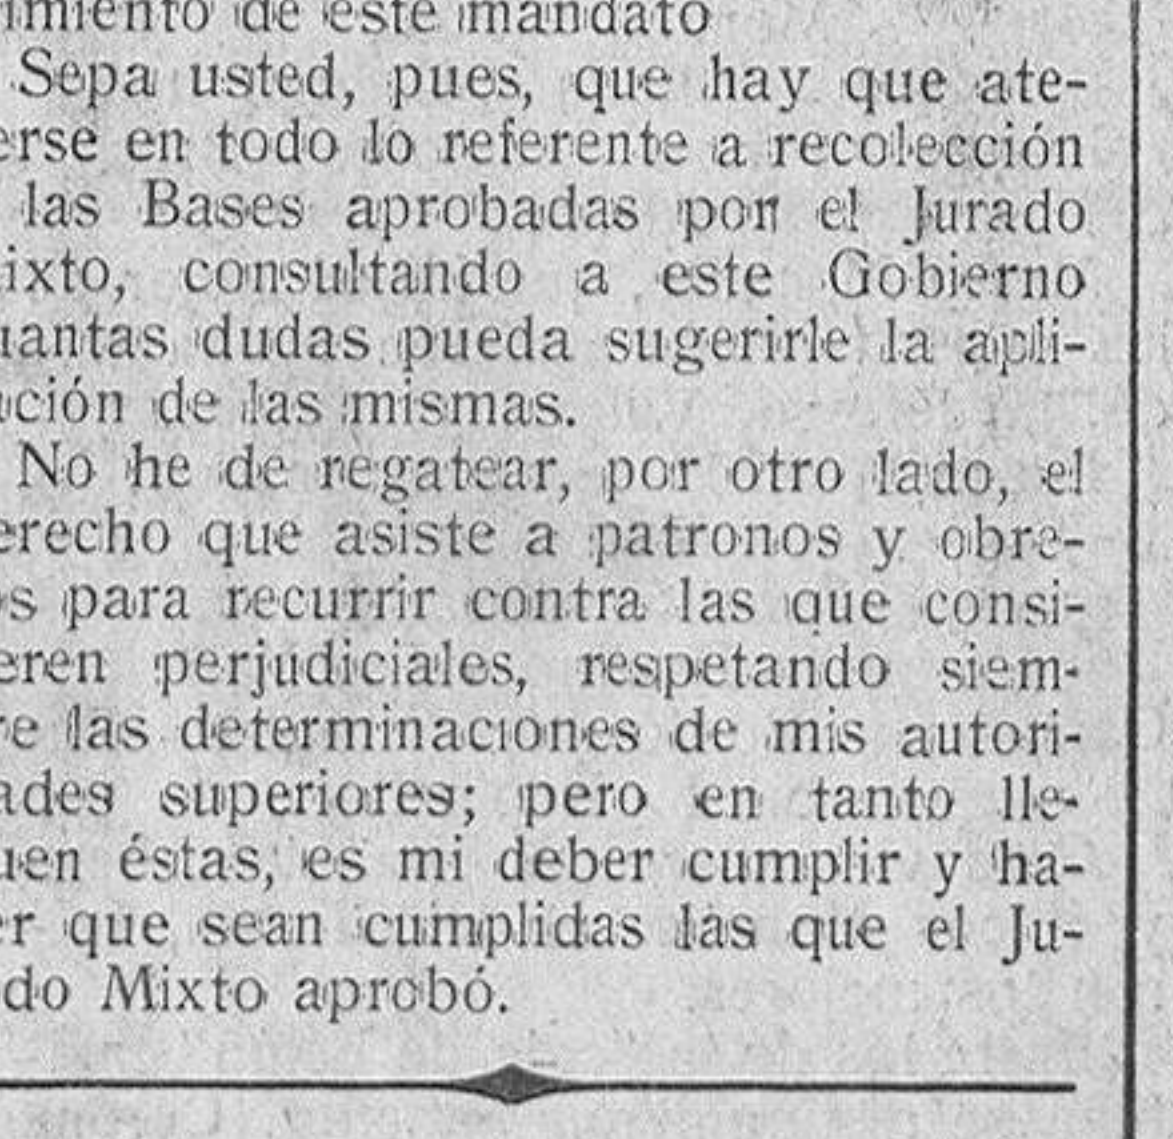 imiento de este mandato
Sepa usted, pues, que hay que ate-
erse en todo lo referente a recolección
las Bases aprobadas por el Jurado
ixto, consultando a este Gobierno
uantas dudas pueda sugerirle la apli-
ación de las mismas.
No he de regatear, por otro lado, el
erecho que asiste a patronos y obre-
os para recurrir contra las que consi-
eren perjudiciales, respetando siem-
re las determinaciones de mis autori-
ades superiores; pero en tanto lle-
uen éstas, es mi deber cumplir y ha-
er que sean cumplidas las que el Ju-
do Mixto aprobó.